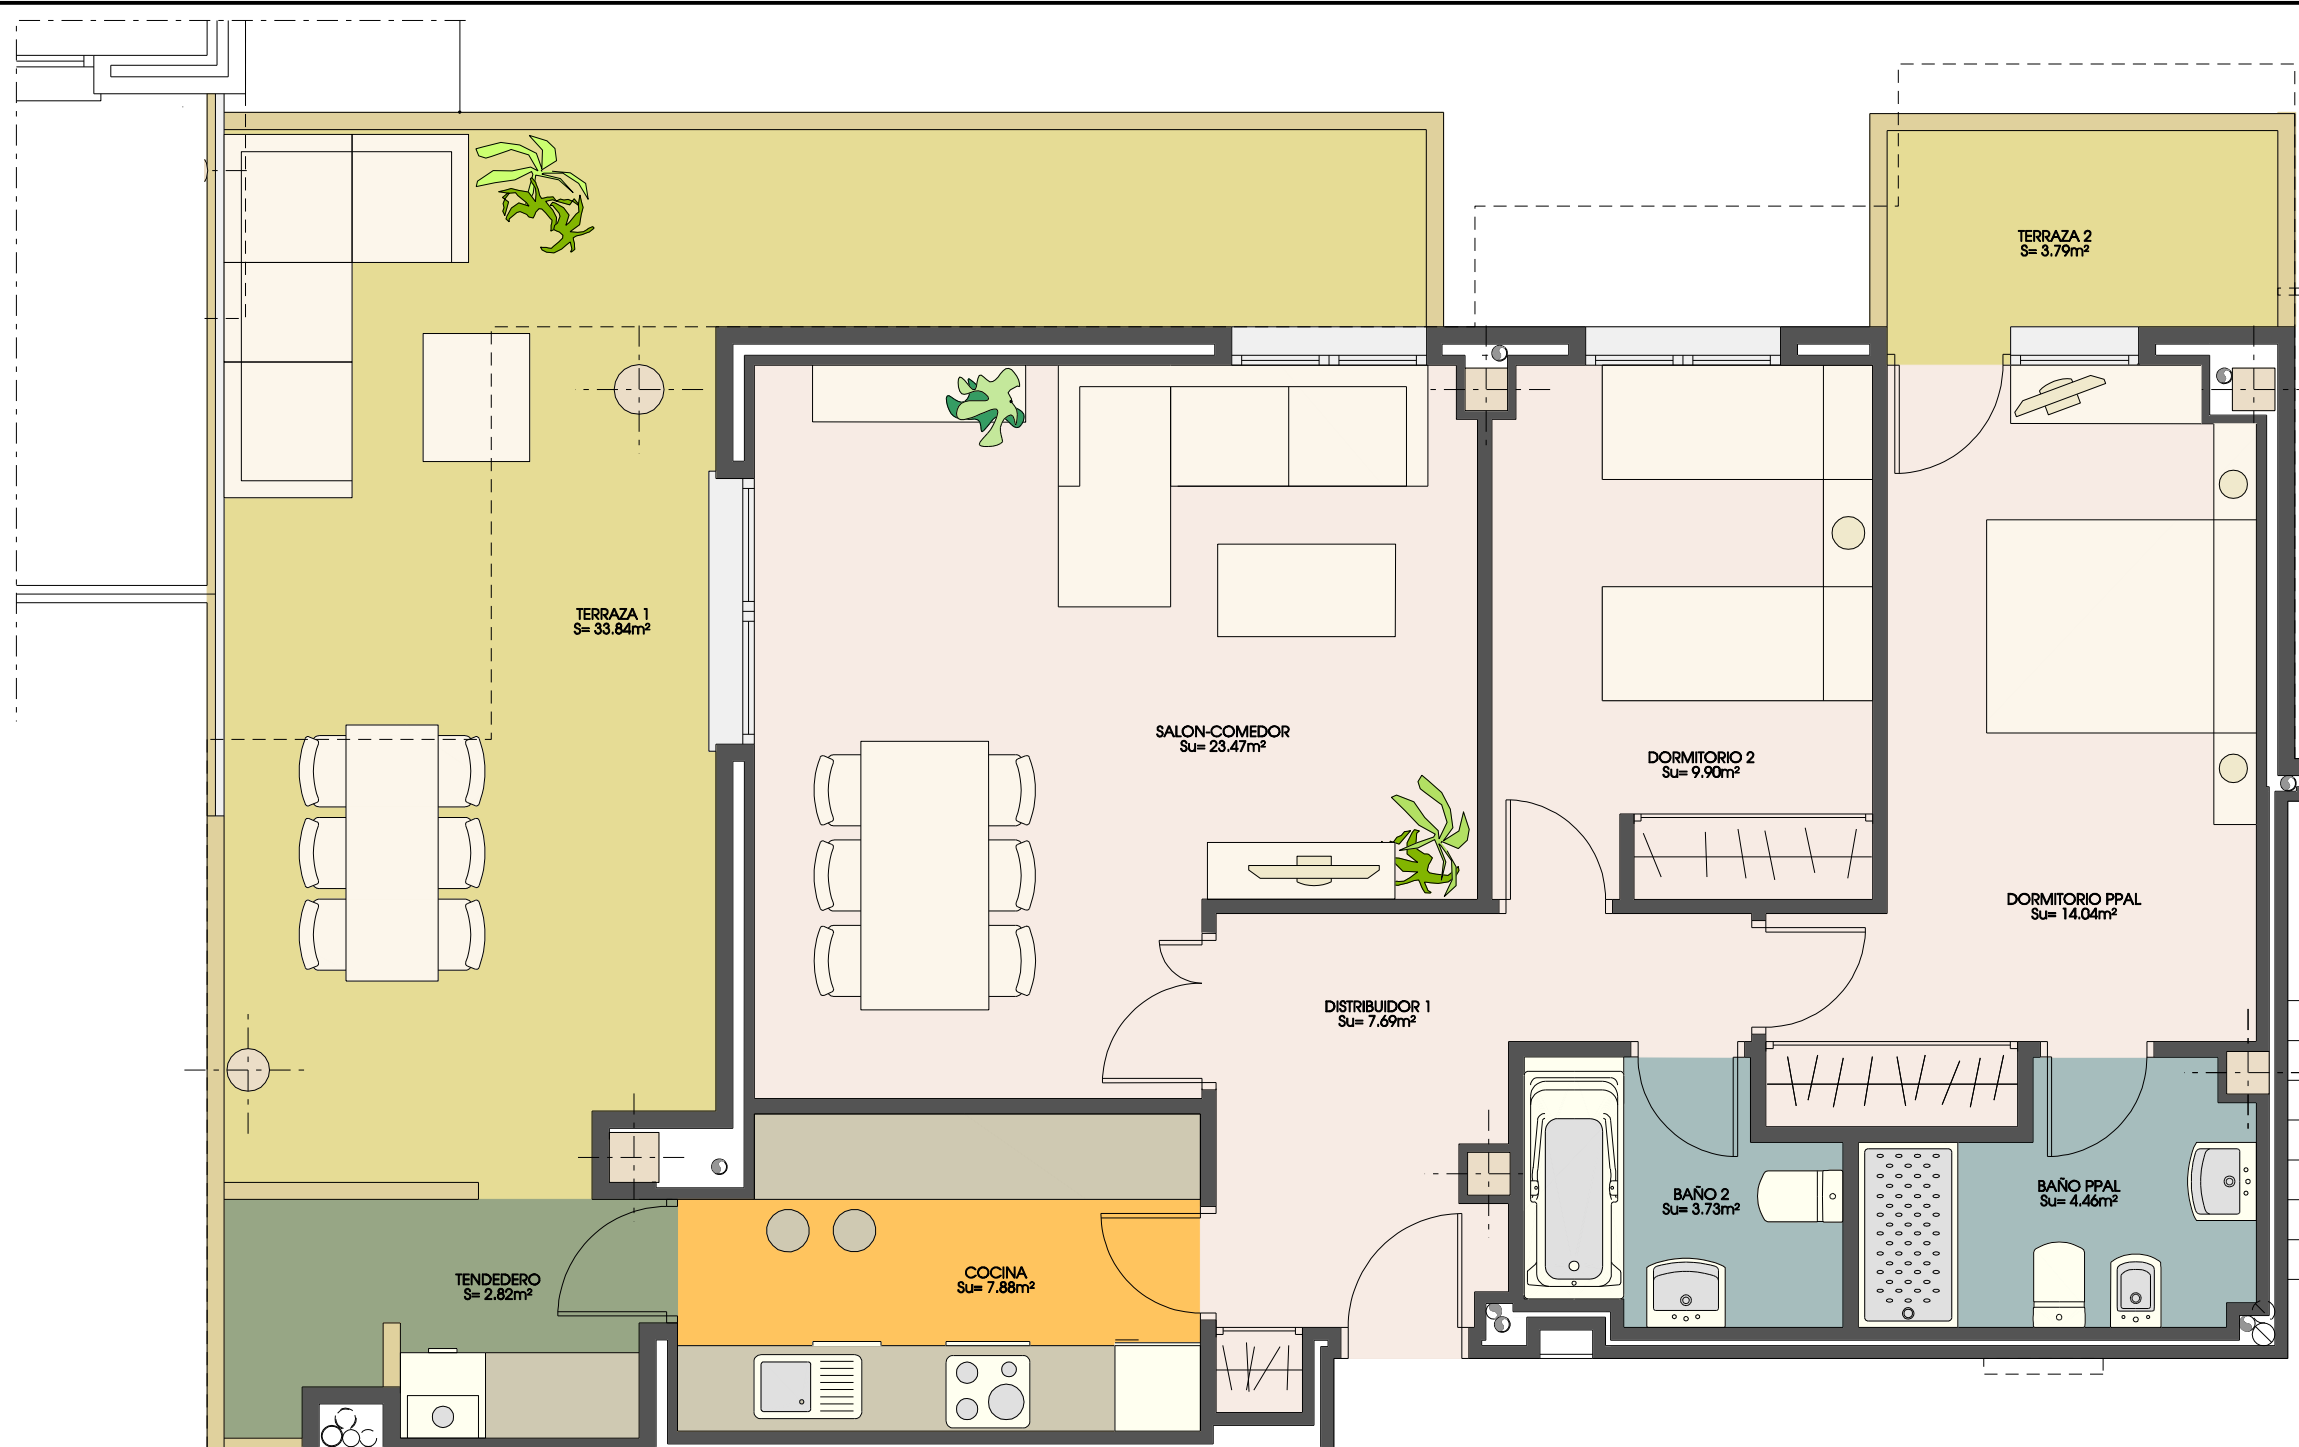 TERRAZA 2
S= 3.79m²
TERRAZA 1
S= 33.84m²
SALON-COMEDOR
Su= 23.47m²
DORMITORIO 2
Su= 9.90m²
DORMITORIO PPAL
Su= 14.04m²
DISTRIBUIDOR 1
Su= 7.69m²
BAÑO 2
Su= 3.73m²
BAÑO PPAL
Su= 4.46m²
TENDEDERO
S= 2.82m²
COCINA
Su= 7.88m²